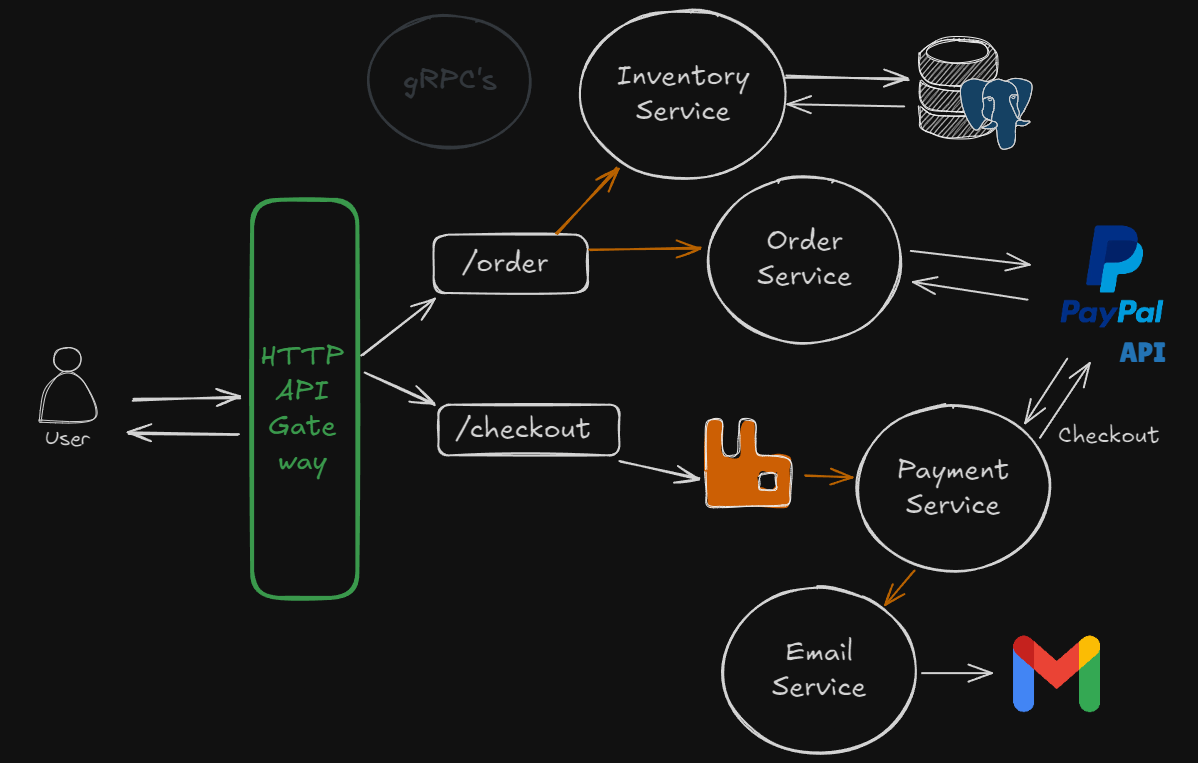 gRPC's
Inventory
Service
/order
Order
Service
PayPal
API
HTTP
API
Gate
way
User
/checkout
Checkout
Payment
Service
Email
Service